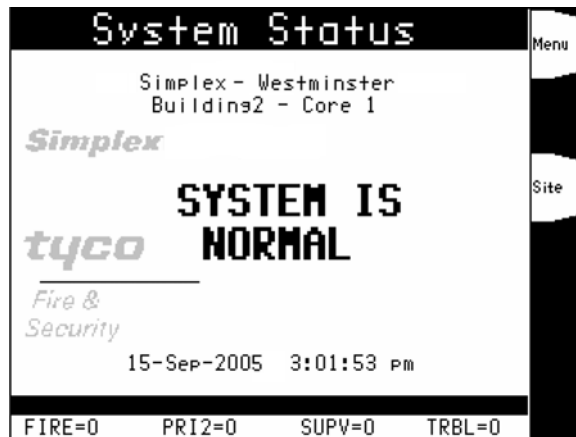 System Status
Menu
Simplex - Westminster
Building2 - Core 1
Simplex
SYSTEM IS
Site
tyco NORMAL
Fire &
Security
15-Sep-2005 3:01:53 pm
FIRE=0 PRI2=0 SUPV=0 TRBL=0